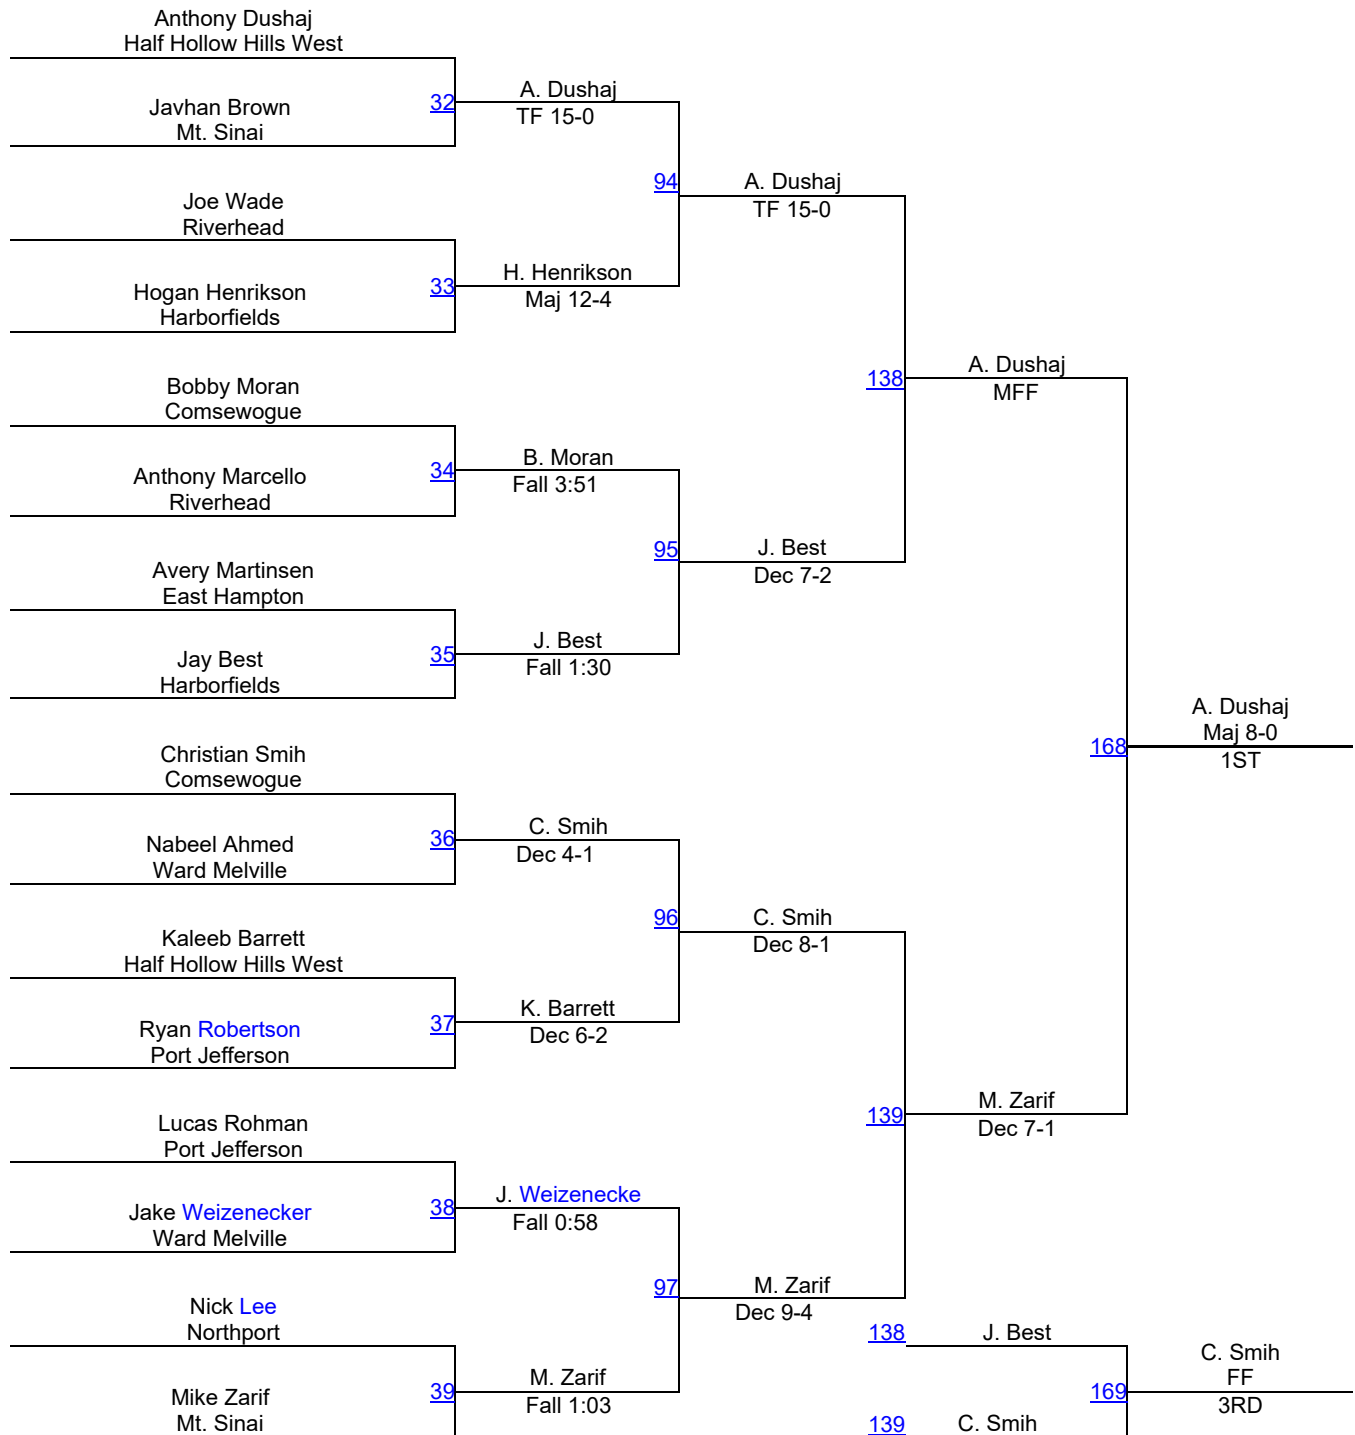 Anthony Dushaj
Half Hollow Hills West
Javhan Brown
Mt. Sinai
32
A. Dushaj
TF 15-0
94
A. Dushaj
TF 15-0
Joe Wade
Riverhead
Hogan Henrikson
Harborfields
33
H. Henrikson
Maj 12-4
138
A. Dushaj
MFF
Bobby Moran
Comsewogue
Anthony Marcello
Riverhead
34
B. Moran
Fall 3:51
95
J. Best
Dec 7-2
Avery Martinsen
East Hampton
Jay Best
Harborfields
35
J. Best
Fall 1:30
168
A. Dushaj
Maj 8-0
1ST
Christian Smih
Comsewogue
Nabeel Ahmed
Ward Melville
36
C. Smih
Dec 4-1
96
C. Smih
Dec 8-1
Kaleeb Barrett
Half Hollow Hills West
Ryan Robertson
Port Jefferson
37
K. Barrett
Dec 6-2
139
M. Zarif
Dec 7-1
Lucas Rohman
Port Jefferson
Jake Weizenecker
Ward Melville
38
J. Weizenecke
Fall 0:58
97
M. Zarif
Dec 9-4
Nick Lee
Northport
Mike Zarif
Mt. Sinai
39
M. Zarif
Fall 1:03
138
J. Best
169
C. Smih
FF
3RD
139
C. Smih